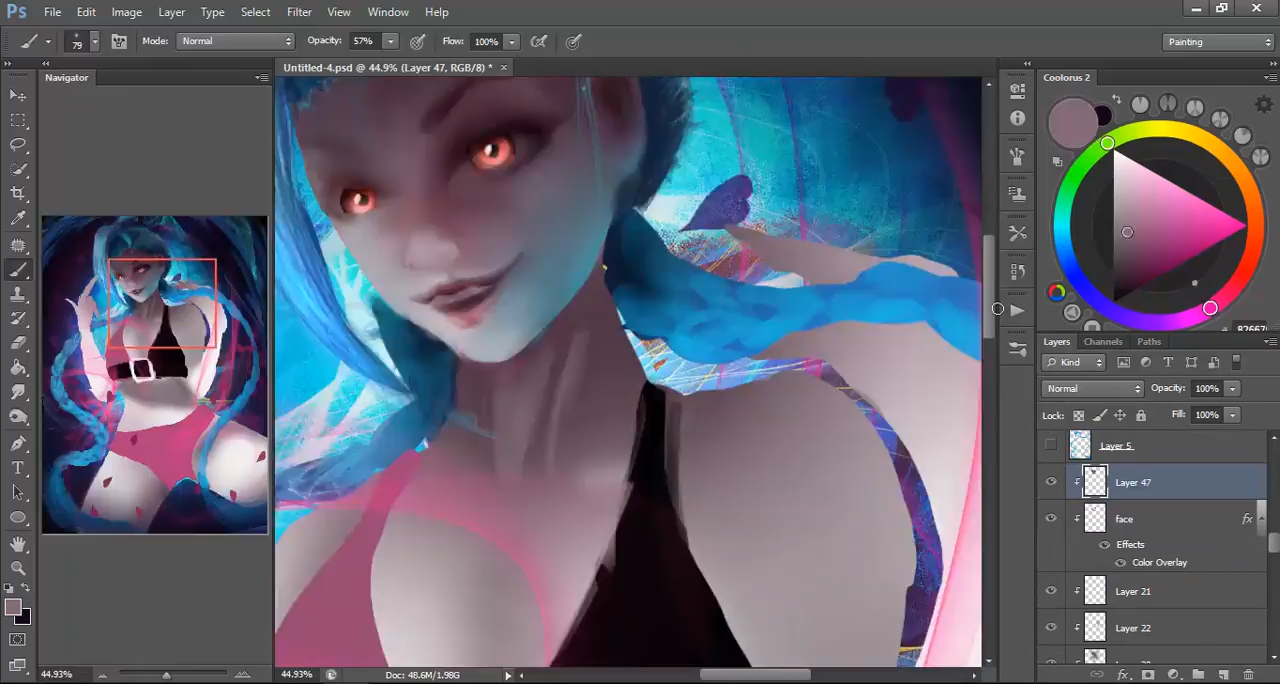 Ps File Edit Image Layer Type Select Filter View Window Help
79 Mode: Normal Opacity: 57% Flow: 100% Painting
Navigator
Untitled-4.psd @ 44.9% (Layer 47, RGB/8) * ×
Coolorus 2
Layers Channels Paths
Kind
Normal Opacity: 100%
Lock: Fill: 100%
Layer 5
Layer 47
face fx
Effects
Color Overlay
Layer 21
Layer 22
44.93%
44.93% Doc: 48.6M/1.98G